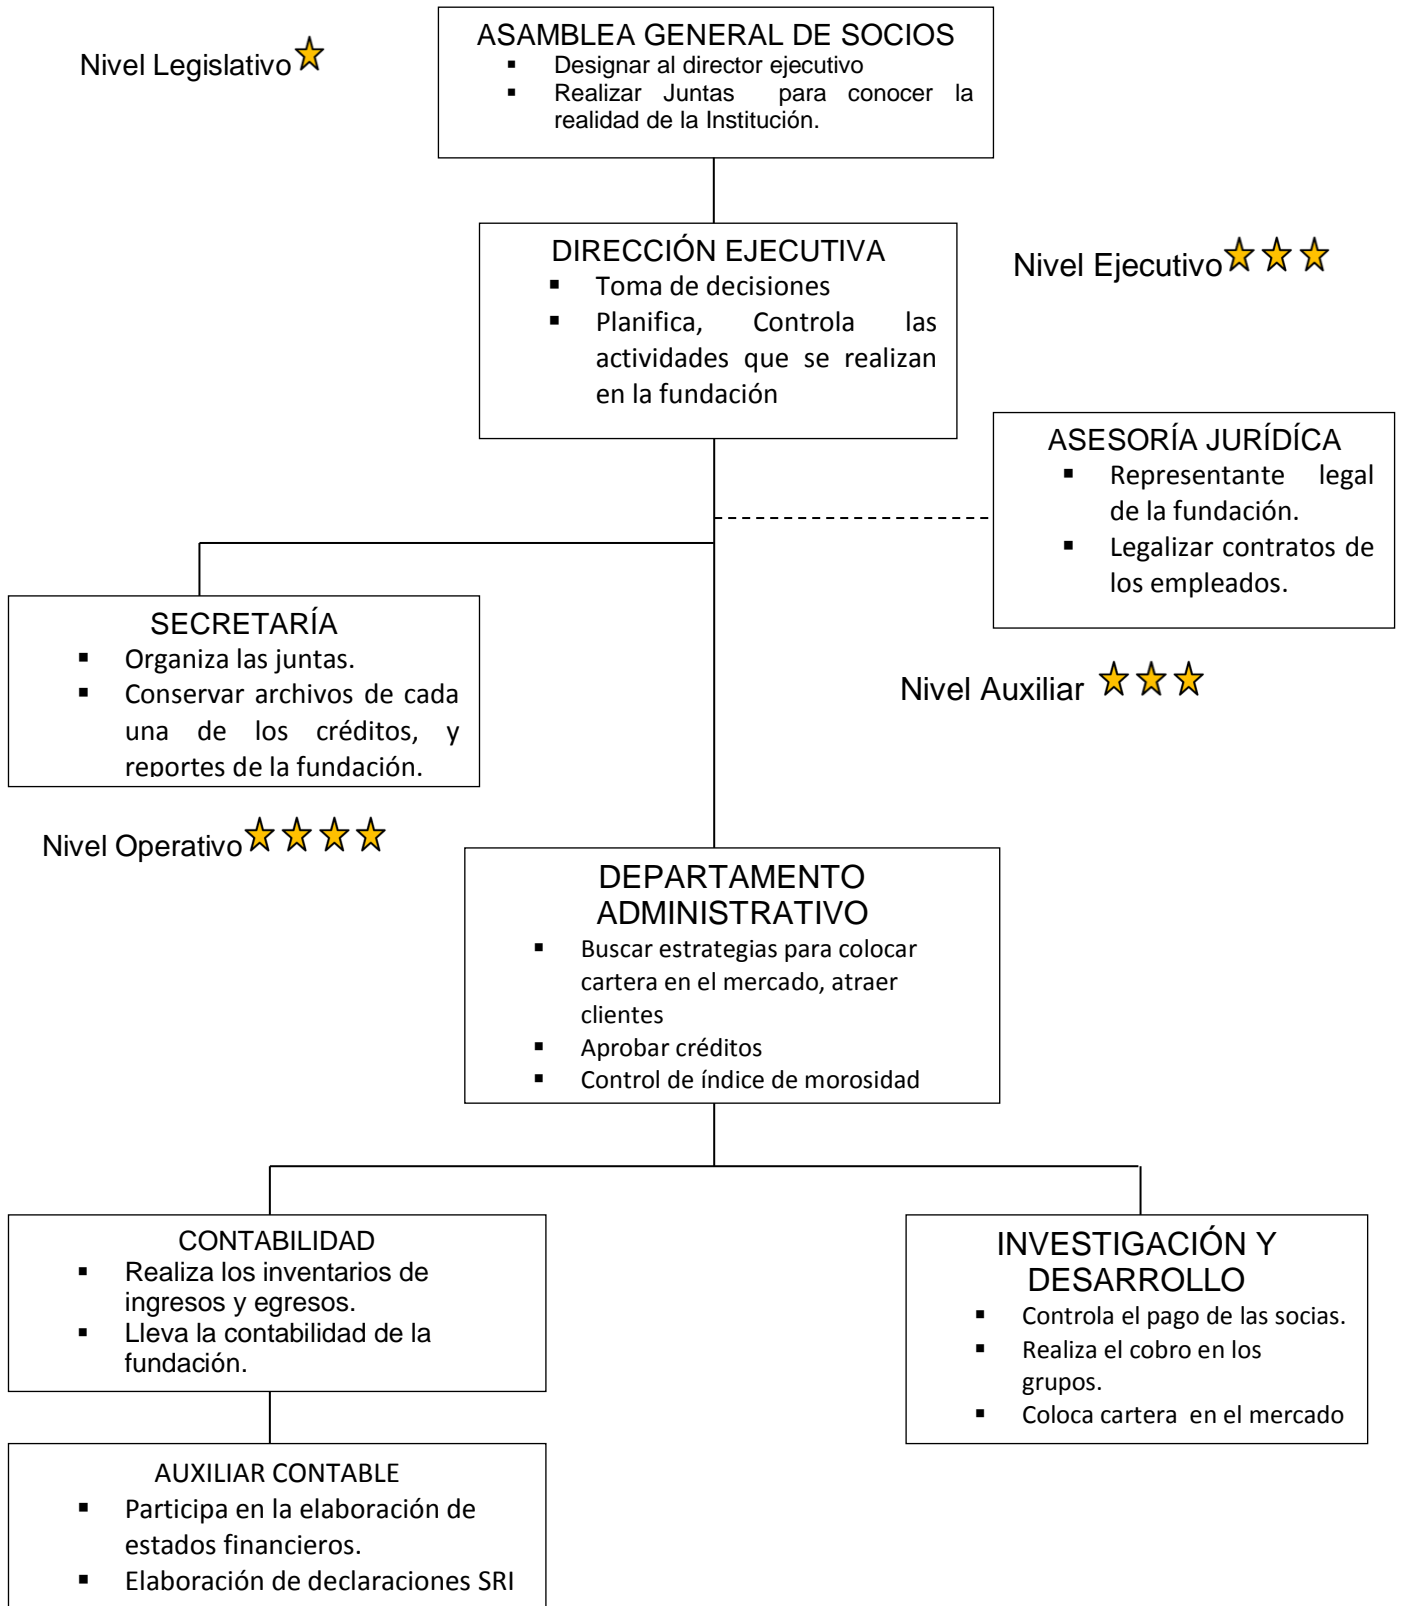 ASAMBLEA GENERAL DE SOCIOS
▪ Designar al director ejecutivo
▪ Realizar Juntas para conocer la
realidad de la Institución.
Nivel Legislativo
DIRECCIÓN EJECUTIVA
▪ Toma de decisiones
▪ Planifica, Controla las
actividades que se realizan
en la fundación
Nivel Ejecutivo
ASESORÍA JURÍDÍCA
▪ Representante legal
de la fundación.
▪ Legalizar contratos de
los empleados.
SECRETARÍA
▪ Organiza las juntas.
▪ Conservar archivos de cada
una de los créditos, y
reportes de la fundación.
Nivel Auxiliar
Nivel Operativo
DEPARTAMENTO
ADMINISTRATIVO
▪ Buscar estrategias para colocar
cartera en el mercado, atraer
clientes
▪ Aprobar créditos
▪ Control de índice de morosidad
CONTABILIDAD
▪ Realiza los inventarios de
ingresos y egresos.
▪ Lleva la contabilidad de la
fundación.
INVESTIGACIÓN Y
DESARROLLO
▪ Controla el pago de las socias.
▪ Realiza el cobro en los
grupos.
▪ Coloca cartera en el mercado
AUXILIAR CONTABLE
▪ Participa en la elaboración de
estados financieros.
▪ Elaboración de declaraciones SRI